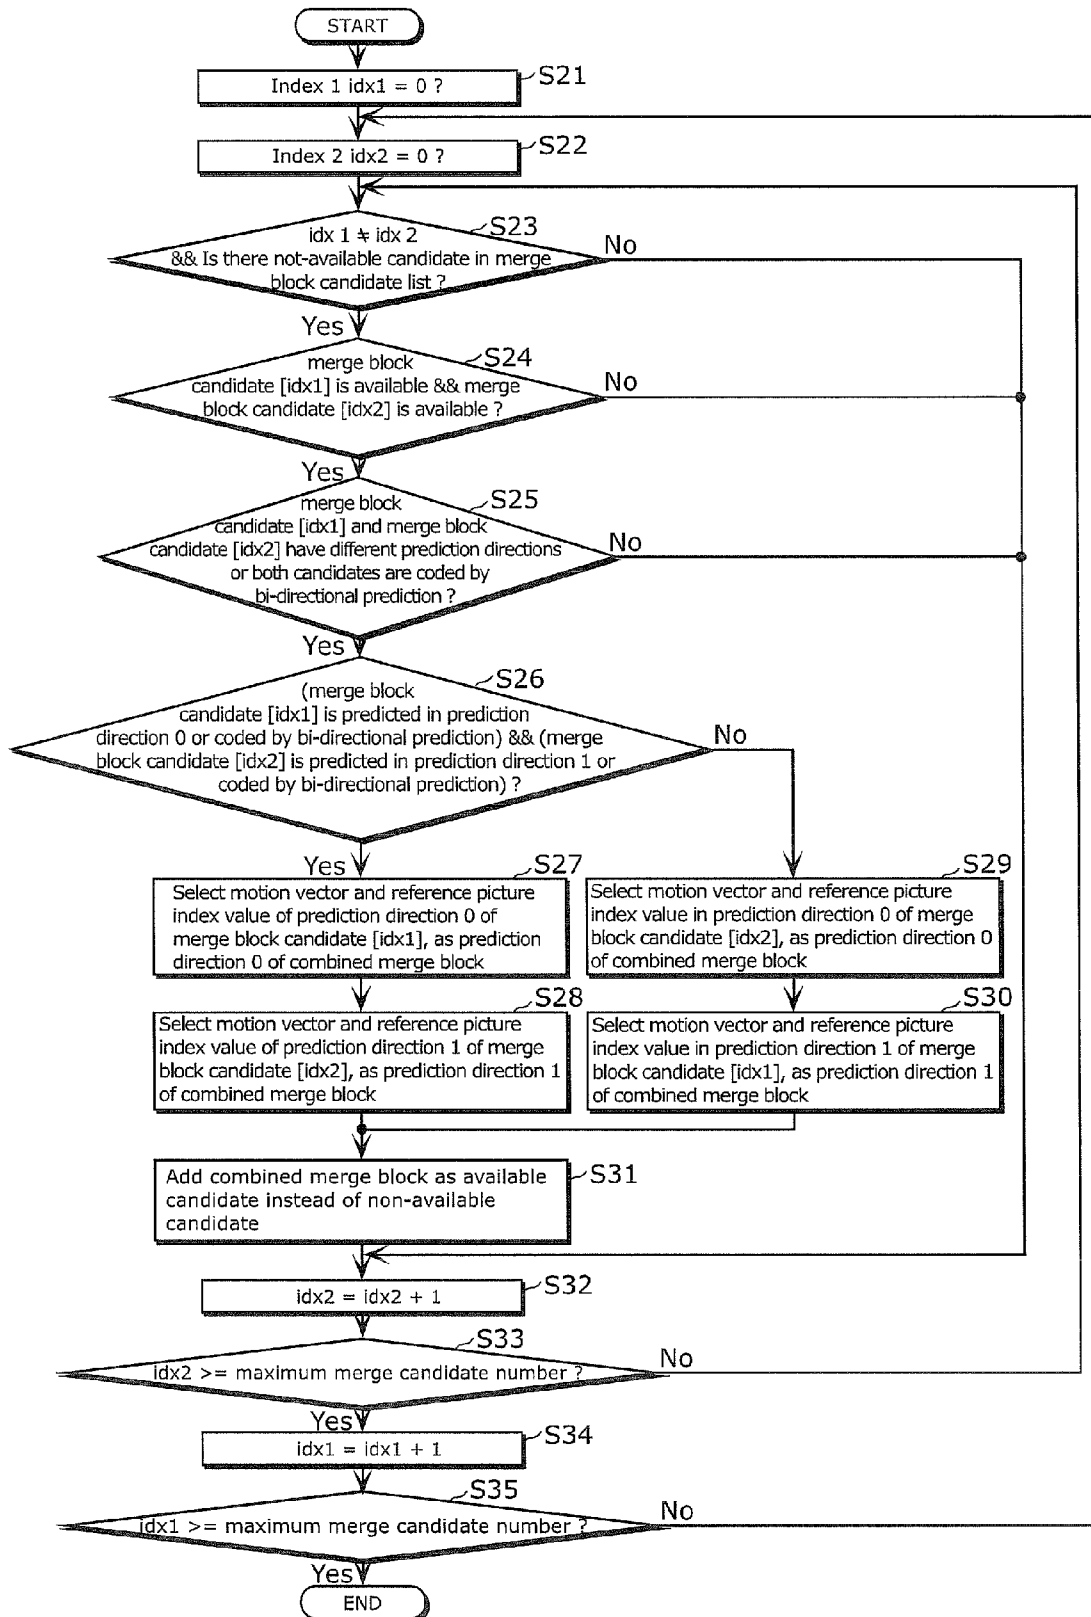 START
Index 1 idx1 = 0 ?
S21
Index 2 idx2 = 0 ?
S22
S23
idx 1 ≠ idx 2
&& Is there not-available candidate in merge
block candidate list ?
No
Yes
S24
merge block
candidate [idx1] is available && merge
block candidate [idx2] is available ?
No
Yes
S25
merge block
candidate [idx1] and merge block
candidate [idx2] have different prediction directions
or both candidates are coded by
bi-directional prediction ?
No
Yes
S26
(merge block
candidate [idx1] is predicted in prediction
direction 0 or coded by bi-directional prediction) && (merge
block candidate [idx2] is predicted in prediction direction 1 or
coded by bi-directional prediction) ?
No
Yes
S27
Select motion vector and reference picture
index value of prediction direction 0 of
merge block candidate [idx1], as prediction
direction 0 of combined merge block
S29
Select motion vector and reference picture
index value in prediction direction 0 of merge
block candidate [idx2], as prediction direction 0
of combined merge block
S28
Select motion vector and reference picture
index value of prediction direction 1 of merge
block candidate [idx2], as prediction direction 1
of combined merge block
S30
Select motion vector and reference picture
index value in prediction direction 1 of merge
block candidate [idx1], as prediction direction 1
of combined merge block
S31
Add combined merge block as available
candidate instead of non-available
candidate
S32
idx2 = idx2 + 1
S33
idx2 >= maximum merge candidate number ?
No
Yes
S34
idx1 = idx1 + 1
S35
idx1 >= maximum merge candidate number ?
No
Yes
END